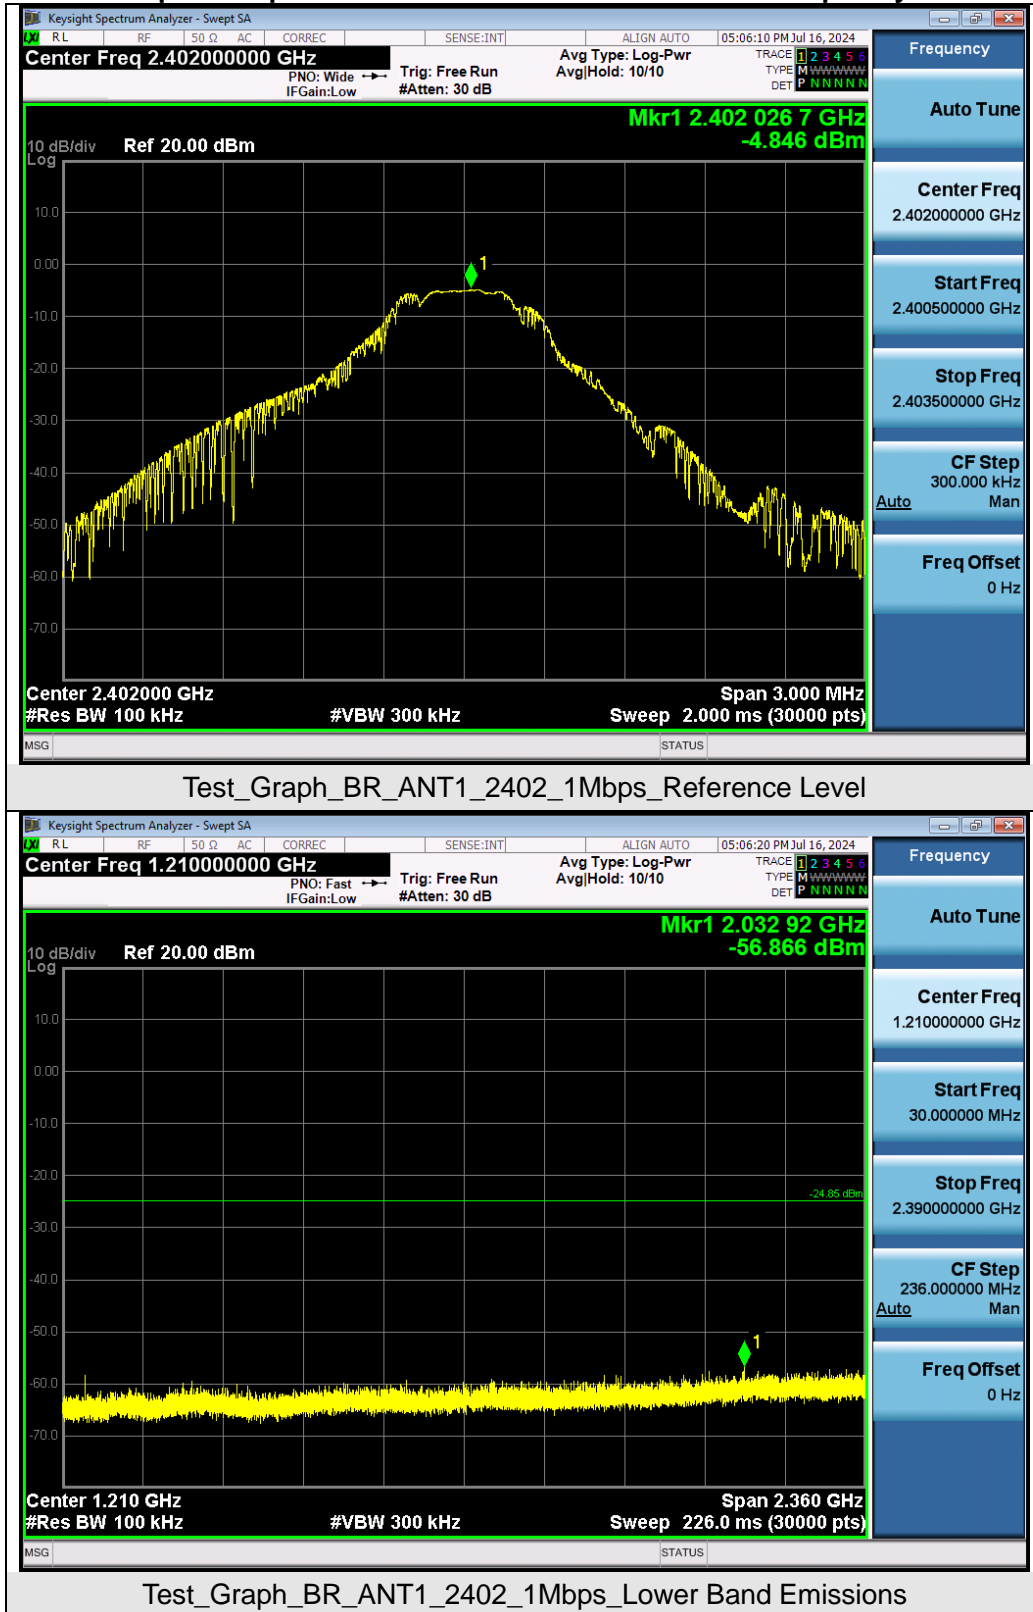 Keysight Spectrum Analyzer - Swept SA
LXI RL RF 50 Ω AC CORREC SENSE:INT ALIGN AUTO 05:06:10 PM Jul 16, 2024
Center Freq 2.402000000 GHz
PNO: Wide
IFGain:Low
Trig: Free Run
#Atten: 30 dB
Avg Type: Log-Pwr
Avg|Hold: 10/10
TRACE 1 2 3 4 5 6
TYPE M WWWWW
DET P N N N N N
Mkr1 2.402 026 7 GHz
-4.846 dBm
10 dB/div Ref 20.00 dBm
Log
10.0
0.00
-10.0
-20.0
-30.0
-40.0
-50.0
-60.0
-70.0
1
Center 2.402000 GHz Span 3.000 MHz
#Res BW 100 kHz #VBW 300 kHz Sweep 2.000 ms (30000 pts)
MSG STATUS
Frequency
Auto Tune
Center Freq
2.402000000 GHz
Start Freq
2.400500000 GHz
Stop Freq
2.403500000 GHz
CF Step
300.000 kHz
Auto Man
Freq Offset
0 Hz
Test_Graph_BR_ANT1_2402_1Mbps_Reference Level
Keysight Spectrum Analyzer - Swept SA
LXI RL RF 50 Ω AC CORREC SENSE:INT ALIGN AUTO 05:06:20 PM Jul 16, 2024
Center Freq 1.210000000 GHz
PNO: Fast
IFGain:Low
Trig: Free Run
#Atten: 30 dB
Avg Type: Log-Pwr
Avg|Hold: 10/10
TRACE 1 2 3 4 5 6
TYPE M WWWWW
DET P N N N N N
Mkr1 2.032 92 GHz
-56.866 dBm
10 dB/div Ref 20.00 dBm
Log
10.0
0.00
-10.0
-20.0
-30.0
-40.0
-50.0
-60.0
-70.0
-24.85 dBm
1
Center 1.210 GHz Span 2.360 GHz
#Res BW 100 kHz #VBW 300 kHz Sweep 226.0 ms (30000 pts)
MSG STATUS
Frequency
Auto Tune
Center Freq
1.210000000 GHz
Start Freq
30.000000 MHz
Stop Freq
2.390000000 GHz
CF Step
236.000000 MHz
Auto Man
Freq Offset
0 Hz
Test_Graph_BR_ANT1_2402_1Mbps_Lower Band Emissions